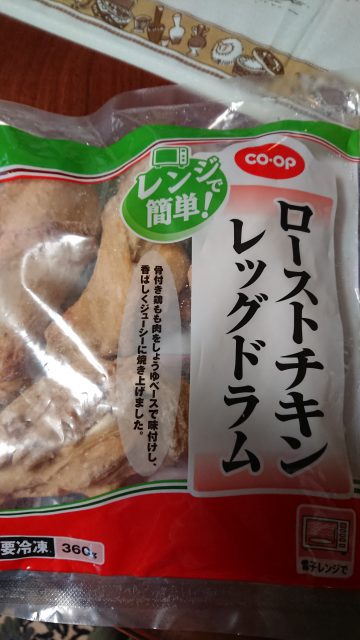 レンジで
簡単!
co·op
ローストチキン
レッグドラム
骨付き鶏もも肉をしょうゆベースで味付けし、
香ばしくジューシーに焼き上げました。
要冷凍
360g
電子レンジで